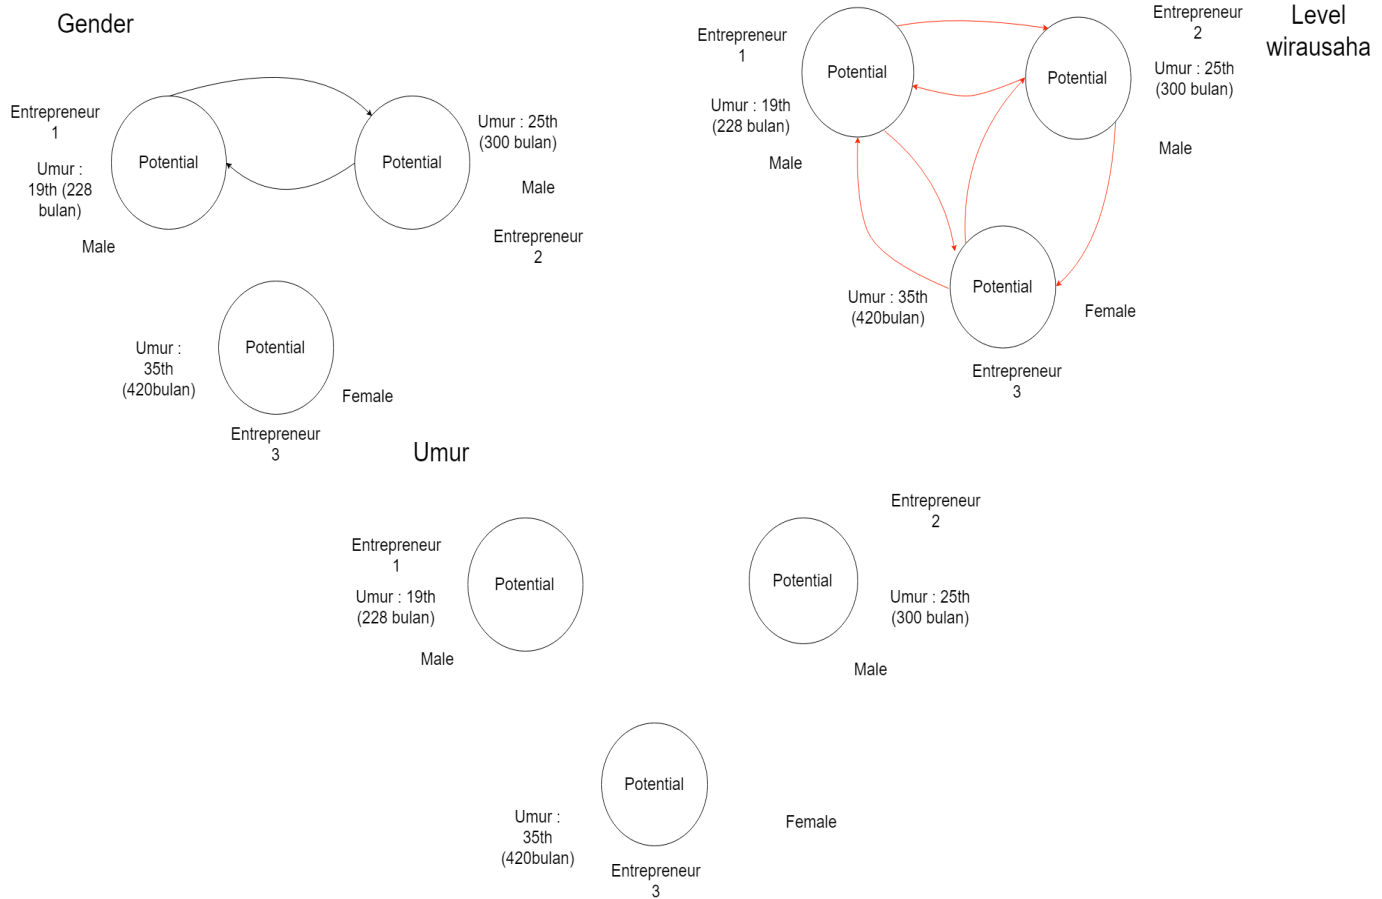 Gender
Entrepreneur
1
Umur :
19th (228
bulan)
Male
Potential
Potential
Umur : 25th
(300 bulan)
Male
Entrepreneur
2
Umur :
35th
(420bulan)
Potential
Female
Entrepreneur
3
Level
wirausaha
Entrepreneur
1
Umur : 19th
(228 bulan)
Male
Potential
Potential
Entrepreneur
2
Umur : 25th
(300 bulan)
Male
Umur : 35th
(420bulan)
Potential
Female
Entrepreneur
3
Umur
Entrepreneur
1
Umur : 19th
(228 bulan)
Male
Potential
Potential
Entrepreneur
2
Umur : 25th
(300 bulan)
Male
Umur :
35th
(420bulan)
Potential
Female
Entrepreneur
3